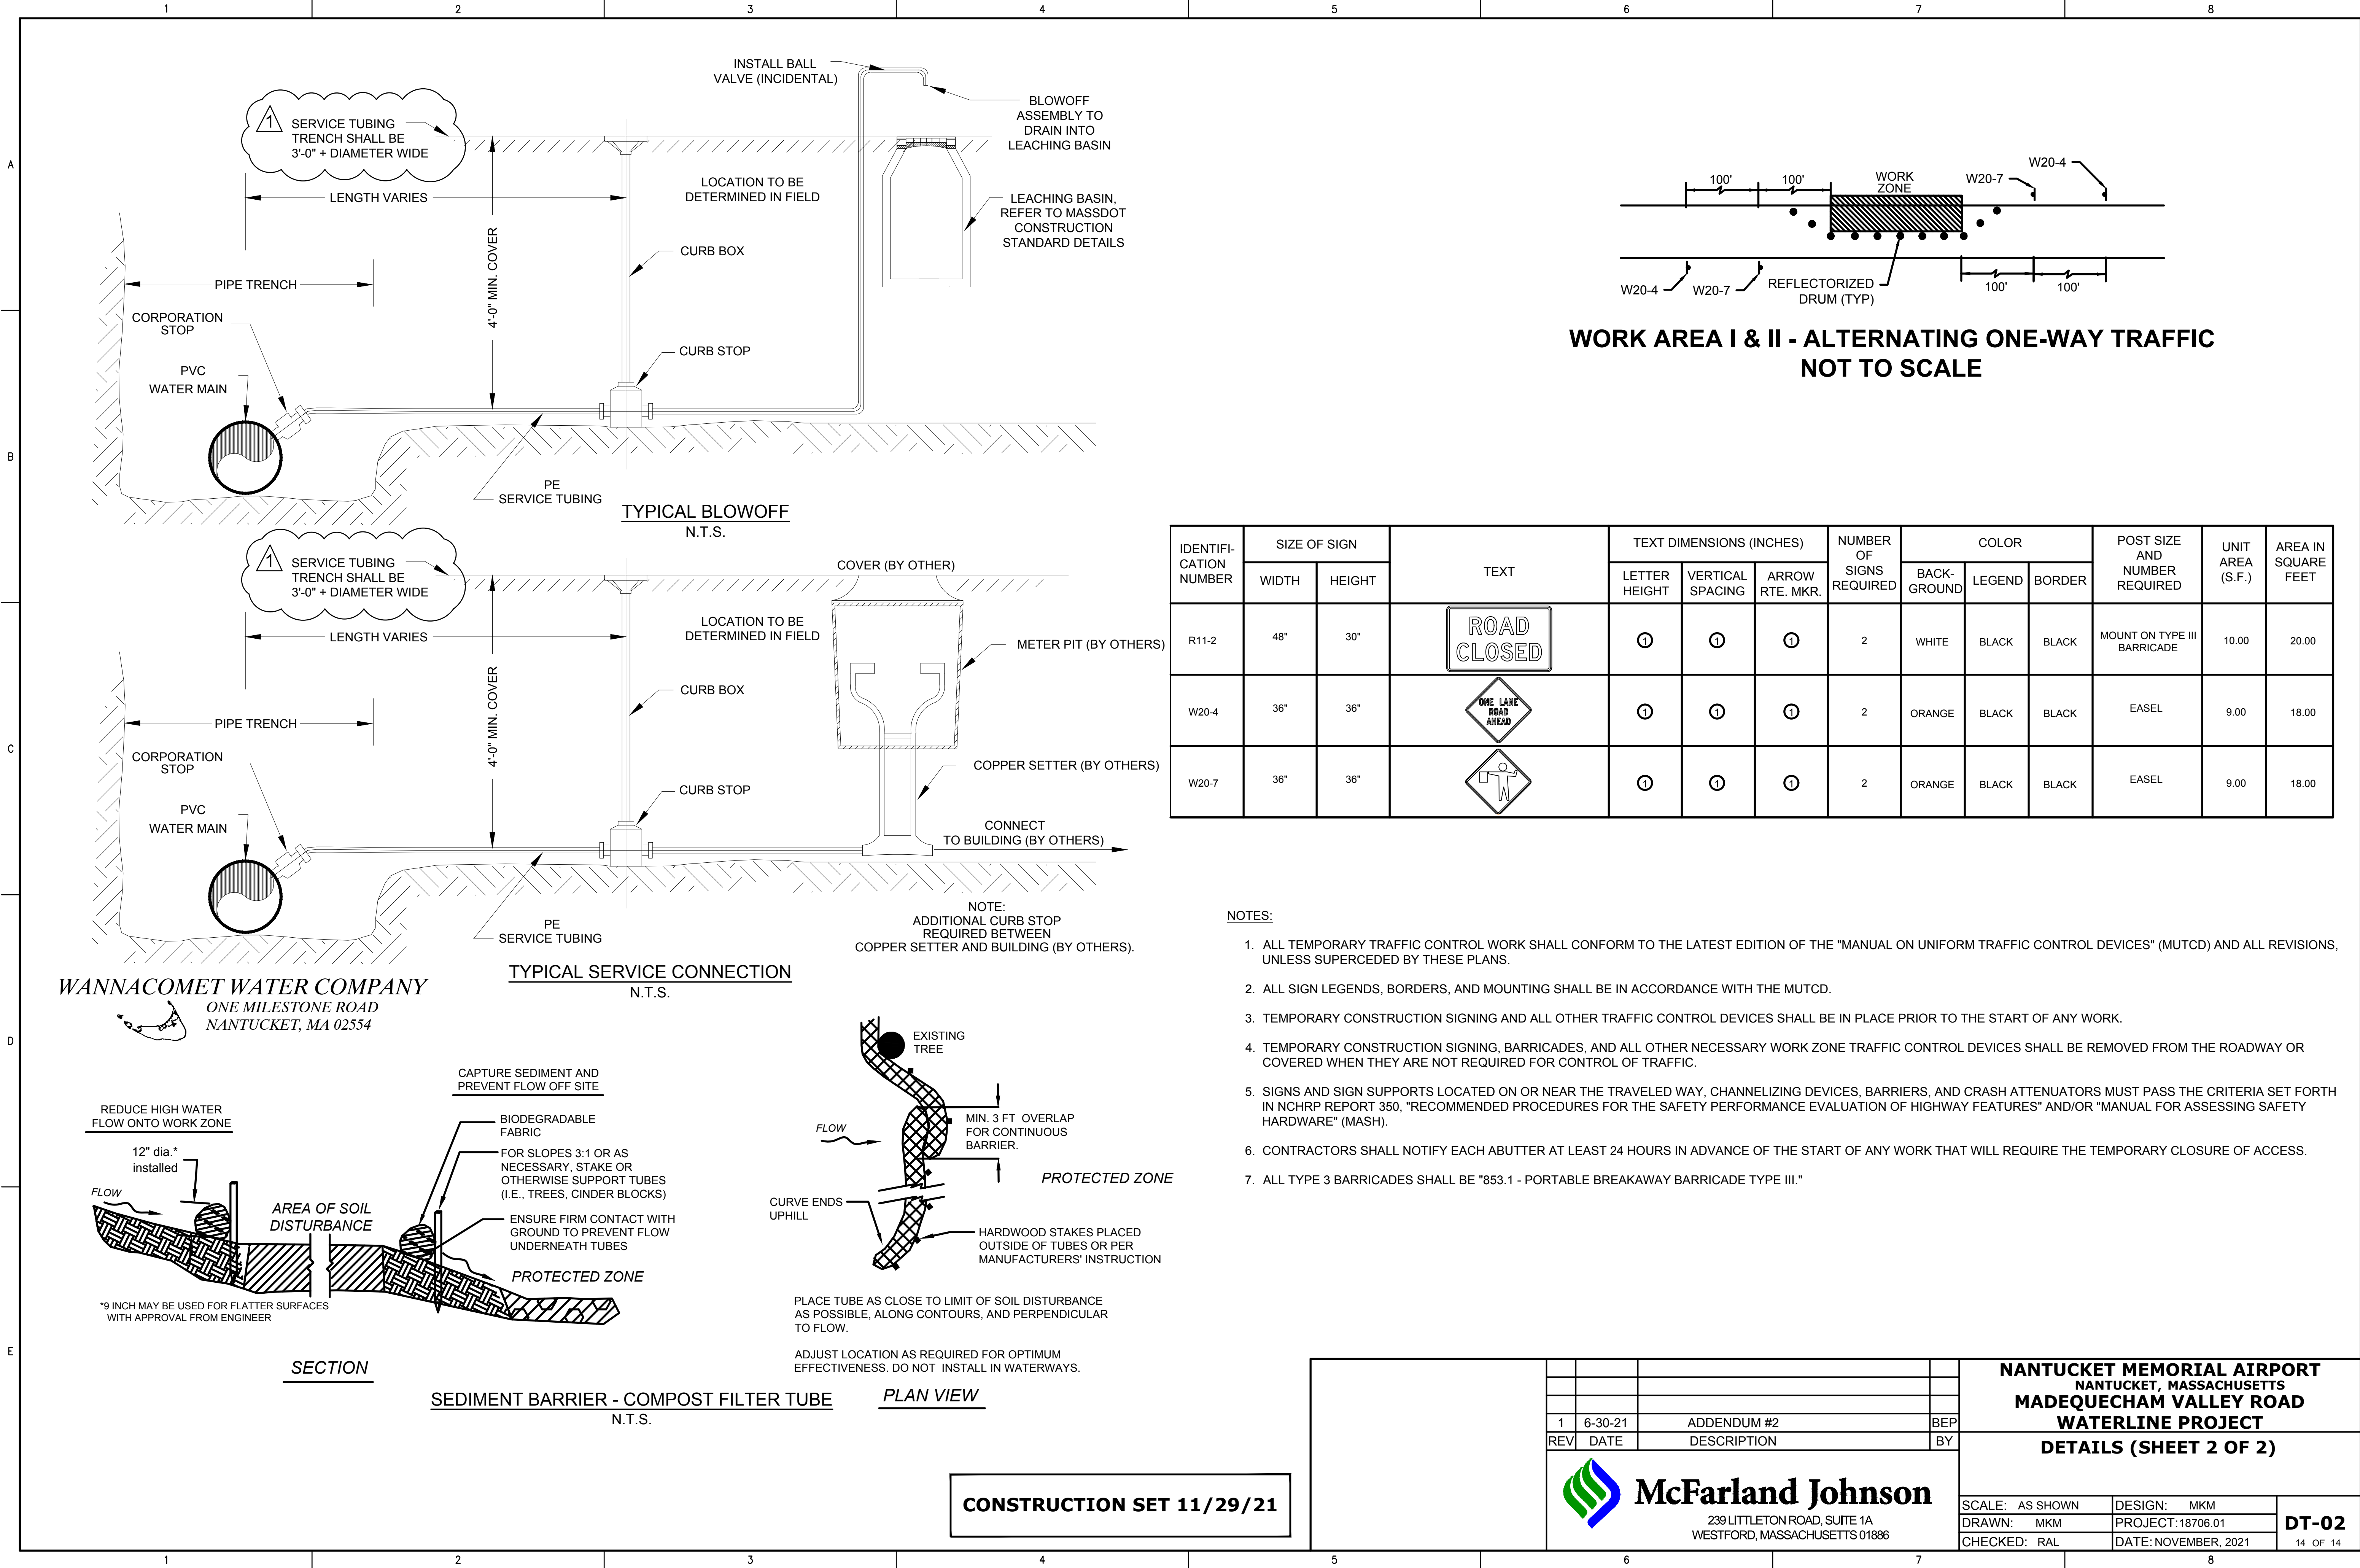 1 2 3 4 5 6 7 8
A
B
C
D
E
INSTALL BALL
VALVE (INCIDENTAL)
BLOWOFF
ASSEMBLY TO
DRAIN INTO
LEACHING BASIN
1
SERVICE TUBING
TRENCH SHALL BE
3'-0" + DIAMETER WIDE
LENGTH VARIES
LOCATION TO BE
DETERMINED IN FIELD
LEACHING BASIN,
REFER TO MASSDOT
CONSTRUCTION
STANDARD DETAILS
4'-0" MIN. COVER
CURB BOX
PIPE TRENCH
CORPORATION
STOP
CURB STOP
PVC
WATER MAIN
PE
SERVICE TUBING
TYPICAL BLOWOFF
N.T.S.
1
SERVICE TUBING
TRENCH SHALL BE
3'-0" + DIAMETER WIDE
COVER (BY OTHER)
LENGTH VARIES
LOCATION TO BE
DETERMINED IN FIELD
METER PIT (BY OTHERS)
4'-0" MIN. COVER
CURB BOX
PIPE TRENCH
CORPORATION
STOP
COPPER SETTER (BY OTHERS)
CURB STOP
PVC
WATER MAIN
CONNECT
TO BUILDING (BY OTHERS)
PE
SERVICE TUBING
NOTE:
ADDITIONAL CURB STOP
REQUIRED BETWEEN
COPPER SETTER AND BUILDING (BY OTHERS).
TYPICAL SERVICE CONNECTION
N.T.S.
WANNACOMET WATER COMPANY
ONE MILESTONE ROAD
NANTUCKET, MA 02554
CAPTURE SEDIMENT AND
PREVENT FLOW OFF SITE
REDUCE HIGH WATER
FLOW ONTO WORK ZONE
12" dia.*
installed
FLOW
AREA OF SOIL
DISTURBANCE
BIODEGRADABLE
FABRIC
FOR SLOPES 3:1 OR AS
NECESSARY, STAKE OR
OTHERWISE SUPPORT TUBES
(I.E., TREES, CINDER BLOCKS)
ENSURE FIRM CONTACT WITH
GROUND TO PREVENT FLOW
UNDERNEATH TUBES
PROTECTED ZONE
*9 INCH MAY BE USED FOR FLATTER SURFACES
WITH APPROVAL FROM ENGINEER
SECTION
EXISTING
TREE
FLOW
MIN. 3 FT OVERLAP
FOR CONTINUOUS
BARRIER.
PROTECTED ZONE
CURVE ENDS
UPHILL
HARDWOOD STAKES PLACED
OUTSIDE OF TUBES OR PER
MANUFACTURERS' INSTRUCTION
PLACE TUBE AS CLOSE TO LIMIT OF SOIL DISTURBANCE
AS POSSIBLE, ALONG CONTOURS, AND PERPENDICULAR
TO FLOW.
ADJUST LOCATION AS REQUIRED FOR OPTIMUM
EFFECTIVENESS. DO NOT INSTALL IN WATERWAYS.
PLAN VIEW
SEDIMENT BARRIER - COMPOST FILTER TUBE
N.T.S.
W20-4
100' 100' WORK
ZONE
W20-7
REFLECTORIZED
DRUM (TYP)
W20-4 W20-7
100' 100'
WORK AREA I & II - ALTERNATING ONE-WAY TRAFFIC
NOT TO SCALE
IDENTIFI-
CATION
NUMBER
SIZE OF SIGN
WIDTH HEIGHT
TEXT
TEXT DIMENSIONS (INCHES)
LETTER
HEIGHT
VERTICAL
SPACING
ARROW
RTE. MKR.
NUMBER
OF
SIGNS
REQUIRED
COLOR
BACK-
GROUND
LEGEND BORDER
POST SIZE
AND
NUMBER
REQUIRED
UNIT
AREA
(S.F.)
AREA IN
SQUARE
FEET
R11-2 48" 30" ROAD CLOSED 1 1 1 2 WHITE BLACK BLACK MOUNT ON TYPE III BARRICADE 10.00 20.00
W20-4 36" 36" ONE LANE ROAD AHEAD 1 1 1 2 ORANGE BLACK BLACK EASEL 9.00 18.00
W20-7 36" 36" 1 1 1 2 ORANGE BLACK BLACK EASEL 9.00 18.00
NOTES:
1. ALL TEMPORARY TRAFFIC CONTROL WORK SHALL CONFORM TO THE LATEST EDITION OF THE "MANUAL ON UNIFORM TRAFFIC CONTROL DEVICES" (MUTCD) AND ALL REVISIONS,
UNLESS SUPERCEDED BY THESE PLANS.
2. ALL SIGN LEGENDS, BORDERS, AND MOUNTING SHALL BE IN ACCORDANCE WITH THE MUTCD.
3. TEMPORARY CONSTRUCTION SIGNING AND ALL OTHER TRAFFIC CONTROL DEVICES SHALL BE IN PLACE PRIOR TO THE START OF ANY WORK.
4. TEMPORARY CONSTRUCTION SIGNING, BARRICADES, AND ALL OTHER NECESSARY WORK ZONE TRAFFIC CONTROL DEVICES SHALL BE REMOVED FROM THE ROADWAY OR
COVERED WHEN THEY ARE NOT REQUIRED FOR CONTROL OF TRAFFIC.
5. SIGNS AND SIGN SUPPORTS LOCATED ON OR NEAR THE TRAVELED WAY, CHANNELIZING DEVICES, BARRIERS, AND CRASH ATTENUATORS MUST PASS THE CRITERIA SET FORTH
IN NCHRP REPORT 350, "RECOMMENDED PROCEDURES FOR THE SAFETY PERFORMANCE EVALUATION OF HIGHWAY FEATURES" AND/OR "MANUAL FOR ASSESSING SAFETY
HARDWARE" (MASH).
6. CONTRACTORS SHALL NOTIFY EACH ABUTTER AT LEAST 24 HOURS IN ADVANCE OF THE START OF ANY WORK THAT WILL REQUIRE THE TEMPORARY CLOSURE OF ACCESS.
7. ALL TYPE 3 BARRICADES SHALL BE "853.1 - PORTABLE BREAKAWAY BARRICADE TYPE III."
CONSTRUCTION SET 11/29/21
1 6-30-21 ADDENDUM #2 BEP
REV DATE DESCRIPTION BY
McFarland Johnson
239 LITTLETON ROAD, SUITE 1A
WESTFORD, MASSACHUSETTS 01886
NANTUCKET MEMORIAL AIRPORT
NANTUCKET, MASSACHUSETTS
MADEQUECHAM VALLEY ROAD
WATERLINE PROJECT
DETAILS (SHEET 2 OF 2)
SCALE: AS SHOWN DESIGN: MKM
DRAWN: MKM PROJECT:18706.01
CHECKED: RAL DATE: NOVEMBER, 2021
DT-02
14 OF 14
1 2 3 4 5 6 7 8